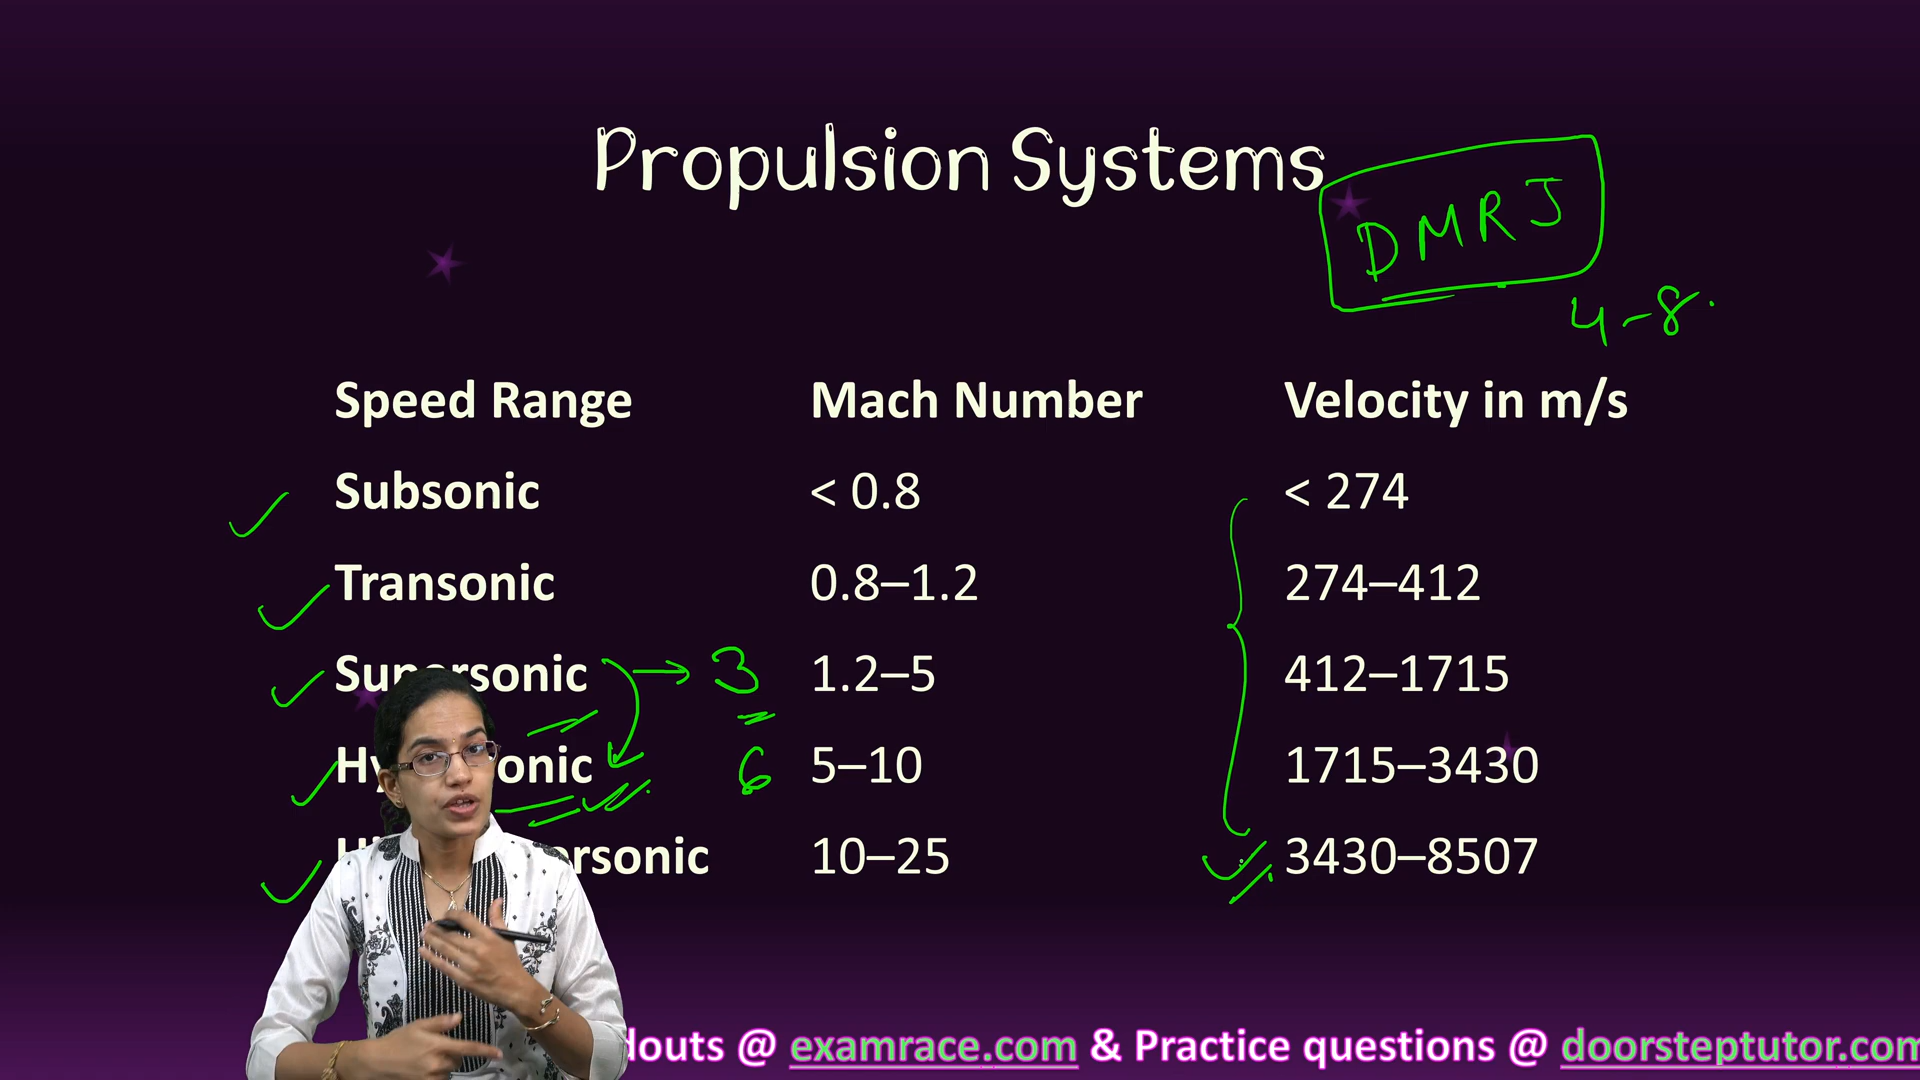 Propulsion Systems
DMRJ
4-8.
Speed Range Mach Number Velocity in m/s
Subsonic < 0.8 < 274
Transonic 0.8–1.2 274–412
Supersonic → 3 1.2–5 412–1715
6 5–10 1715–3430
10–25 3430–8507
@ examrace.com & Practice questions @